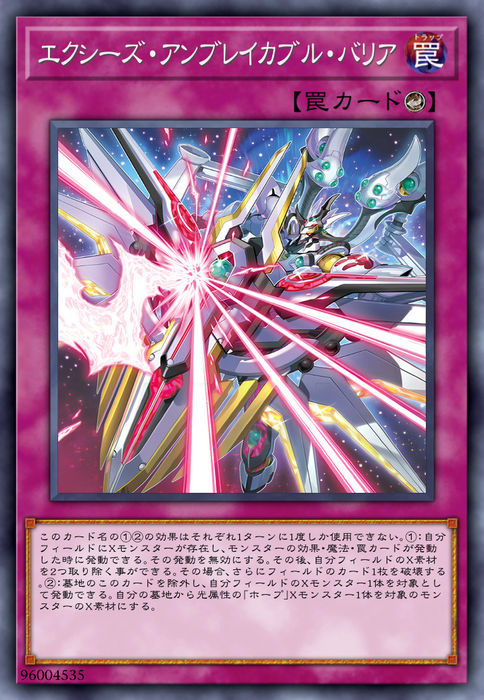 エクシーズ・アンブレイカブル・バリア
トラップ
罠
【罠カード】
このカード名の①②の効果はそれぞれ1ターンに1度しか使用できない。①:自分
フィールドにXモンスターが存在し、モンスターの効果・魔法・罠カードが発動
した時に発動できる。その発動を無効にする。その後、自分フィールドのX素材
を2つ取り除く事ができる。その場合、さらにフィールドのカード1枚を破壊する
。②:墓地のこのカードを除外し、自分フィールドのXモンスター1体を対象とし
て発動できる。自分の墓地から光属性の「ホープ」Xモンスター1体を対象のモン
スターのX素材にする。
96004535